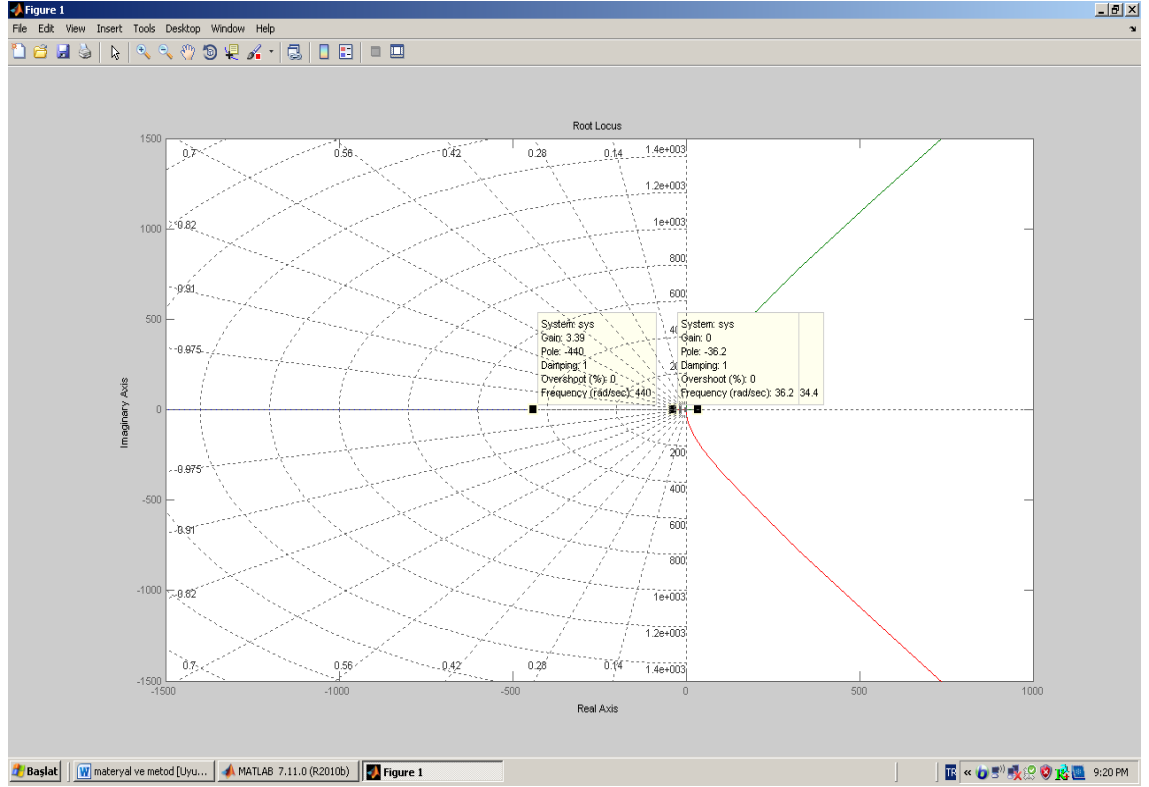 Figure 1
File Edit View Insert Tools Desktop Window Help
Root Locus
1500
1000
500
0
-500
-1000
-1500
Imaginary Axis
0.7 0.56 0.42 0.28 0.14 1.4e+003
1.2e+003
0.82 1e+003
800
0.91 600
0.975
System: sys
Gain: 3.39
Pole: -440
Damping: 1
Overshoot (%): 0
Frequency (rad/sec): 440
System: sys
Gain: 0
Pole: -36.2
Damping: 1
Overshoot (%): 0
Frequency (rad/sec): 36.2 34.4
200
0.975 400
600
0.91 800
0.82 1e+003
1.2e+003
0.7 0.56 0.42 0.28 0.14 1.4e+003
-1500 -1000 -500 0 500 1000
Real Axis
Başlat
materyal ve metod [Uyu...
MATLAB 7.11.0 (R2010b)
Figure 1
TR
9:20 PM